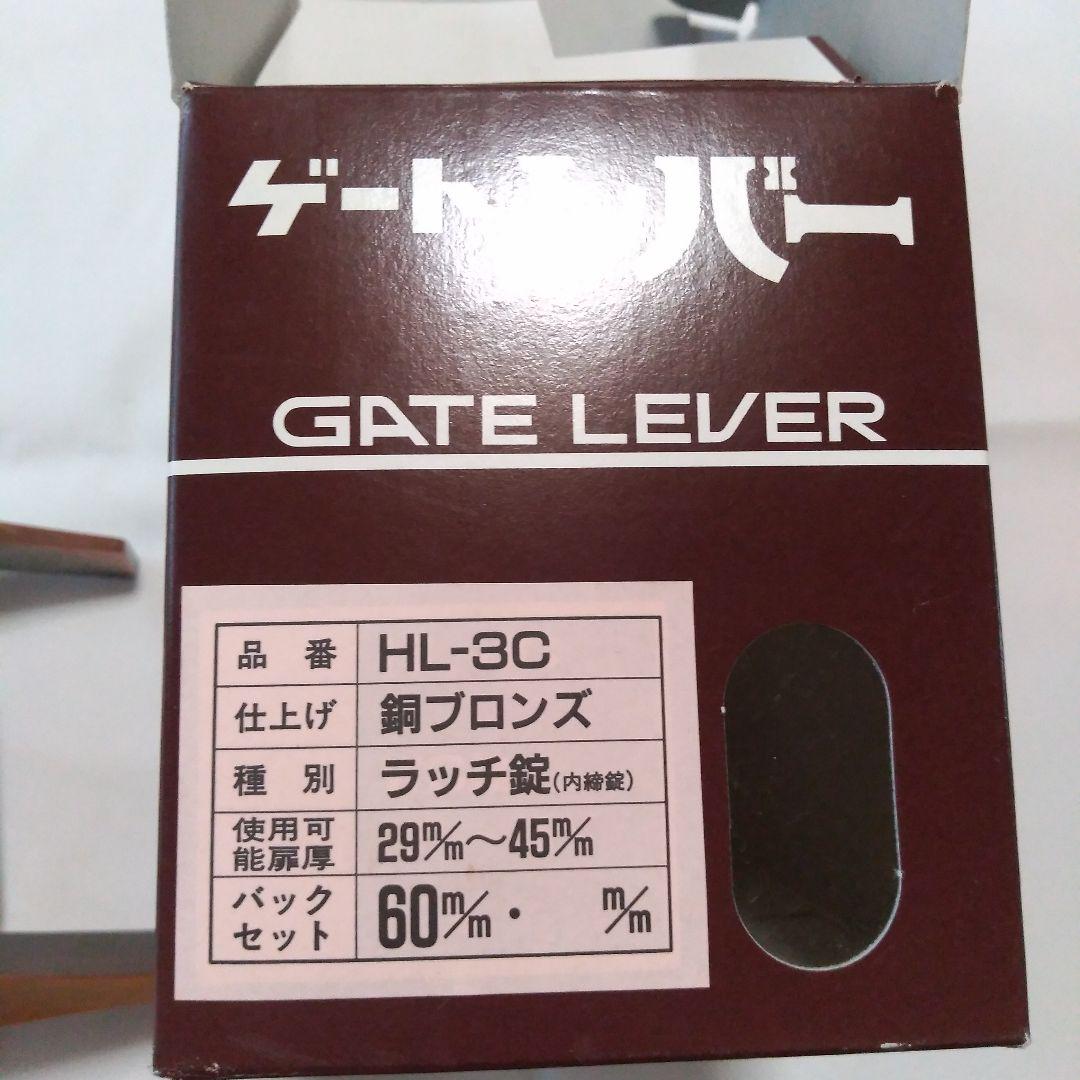 ゲートレバー
GATE LEVER
品番 HL-3C
仕上げ 銅ブロンズ
種別 ラッチ錠(内締錠)
使用可能扉厚 29m/m〜45m/m
バックセット 60m/m・ m/m